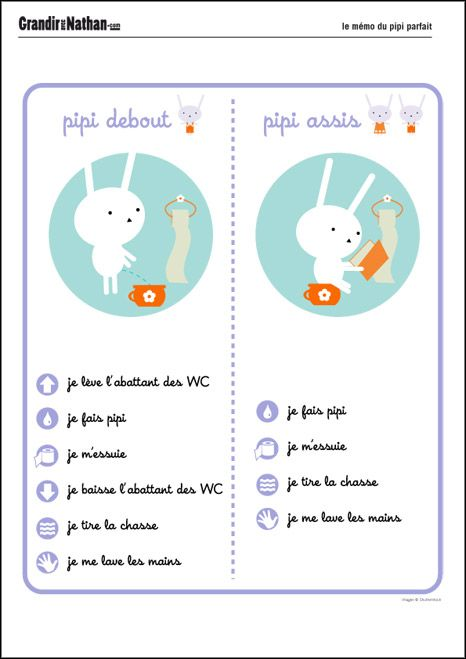 Grandir avec Nathan.com
le mémo du pipi parfait
pipi debout
pipi assis
je lève l'abattant des WC
je fais pipi
je m'essuie
je baisse l'abattant des WC
je tire la chasse
je me lave les mains
je fais pipi
je m'essuie
je tire la chasse
je me lave les mains
images © Shutterstock